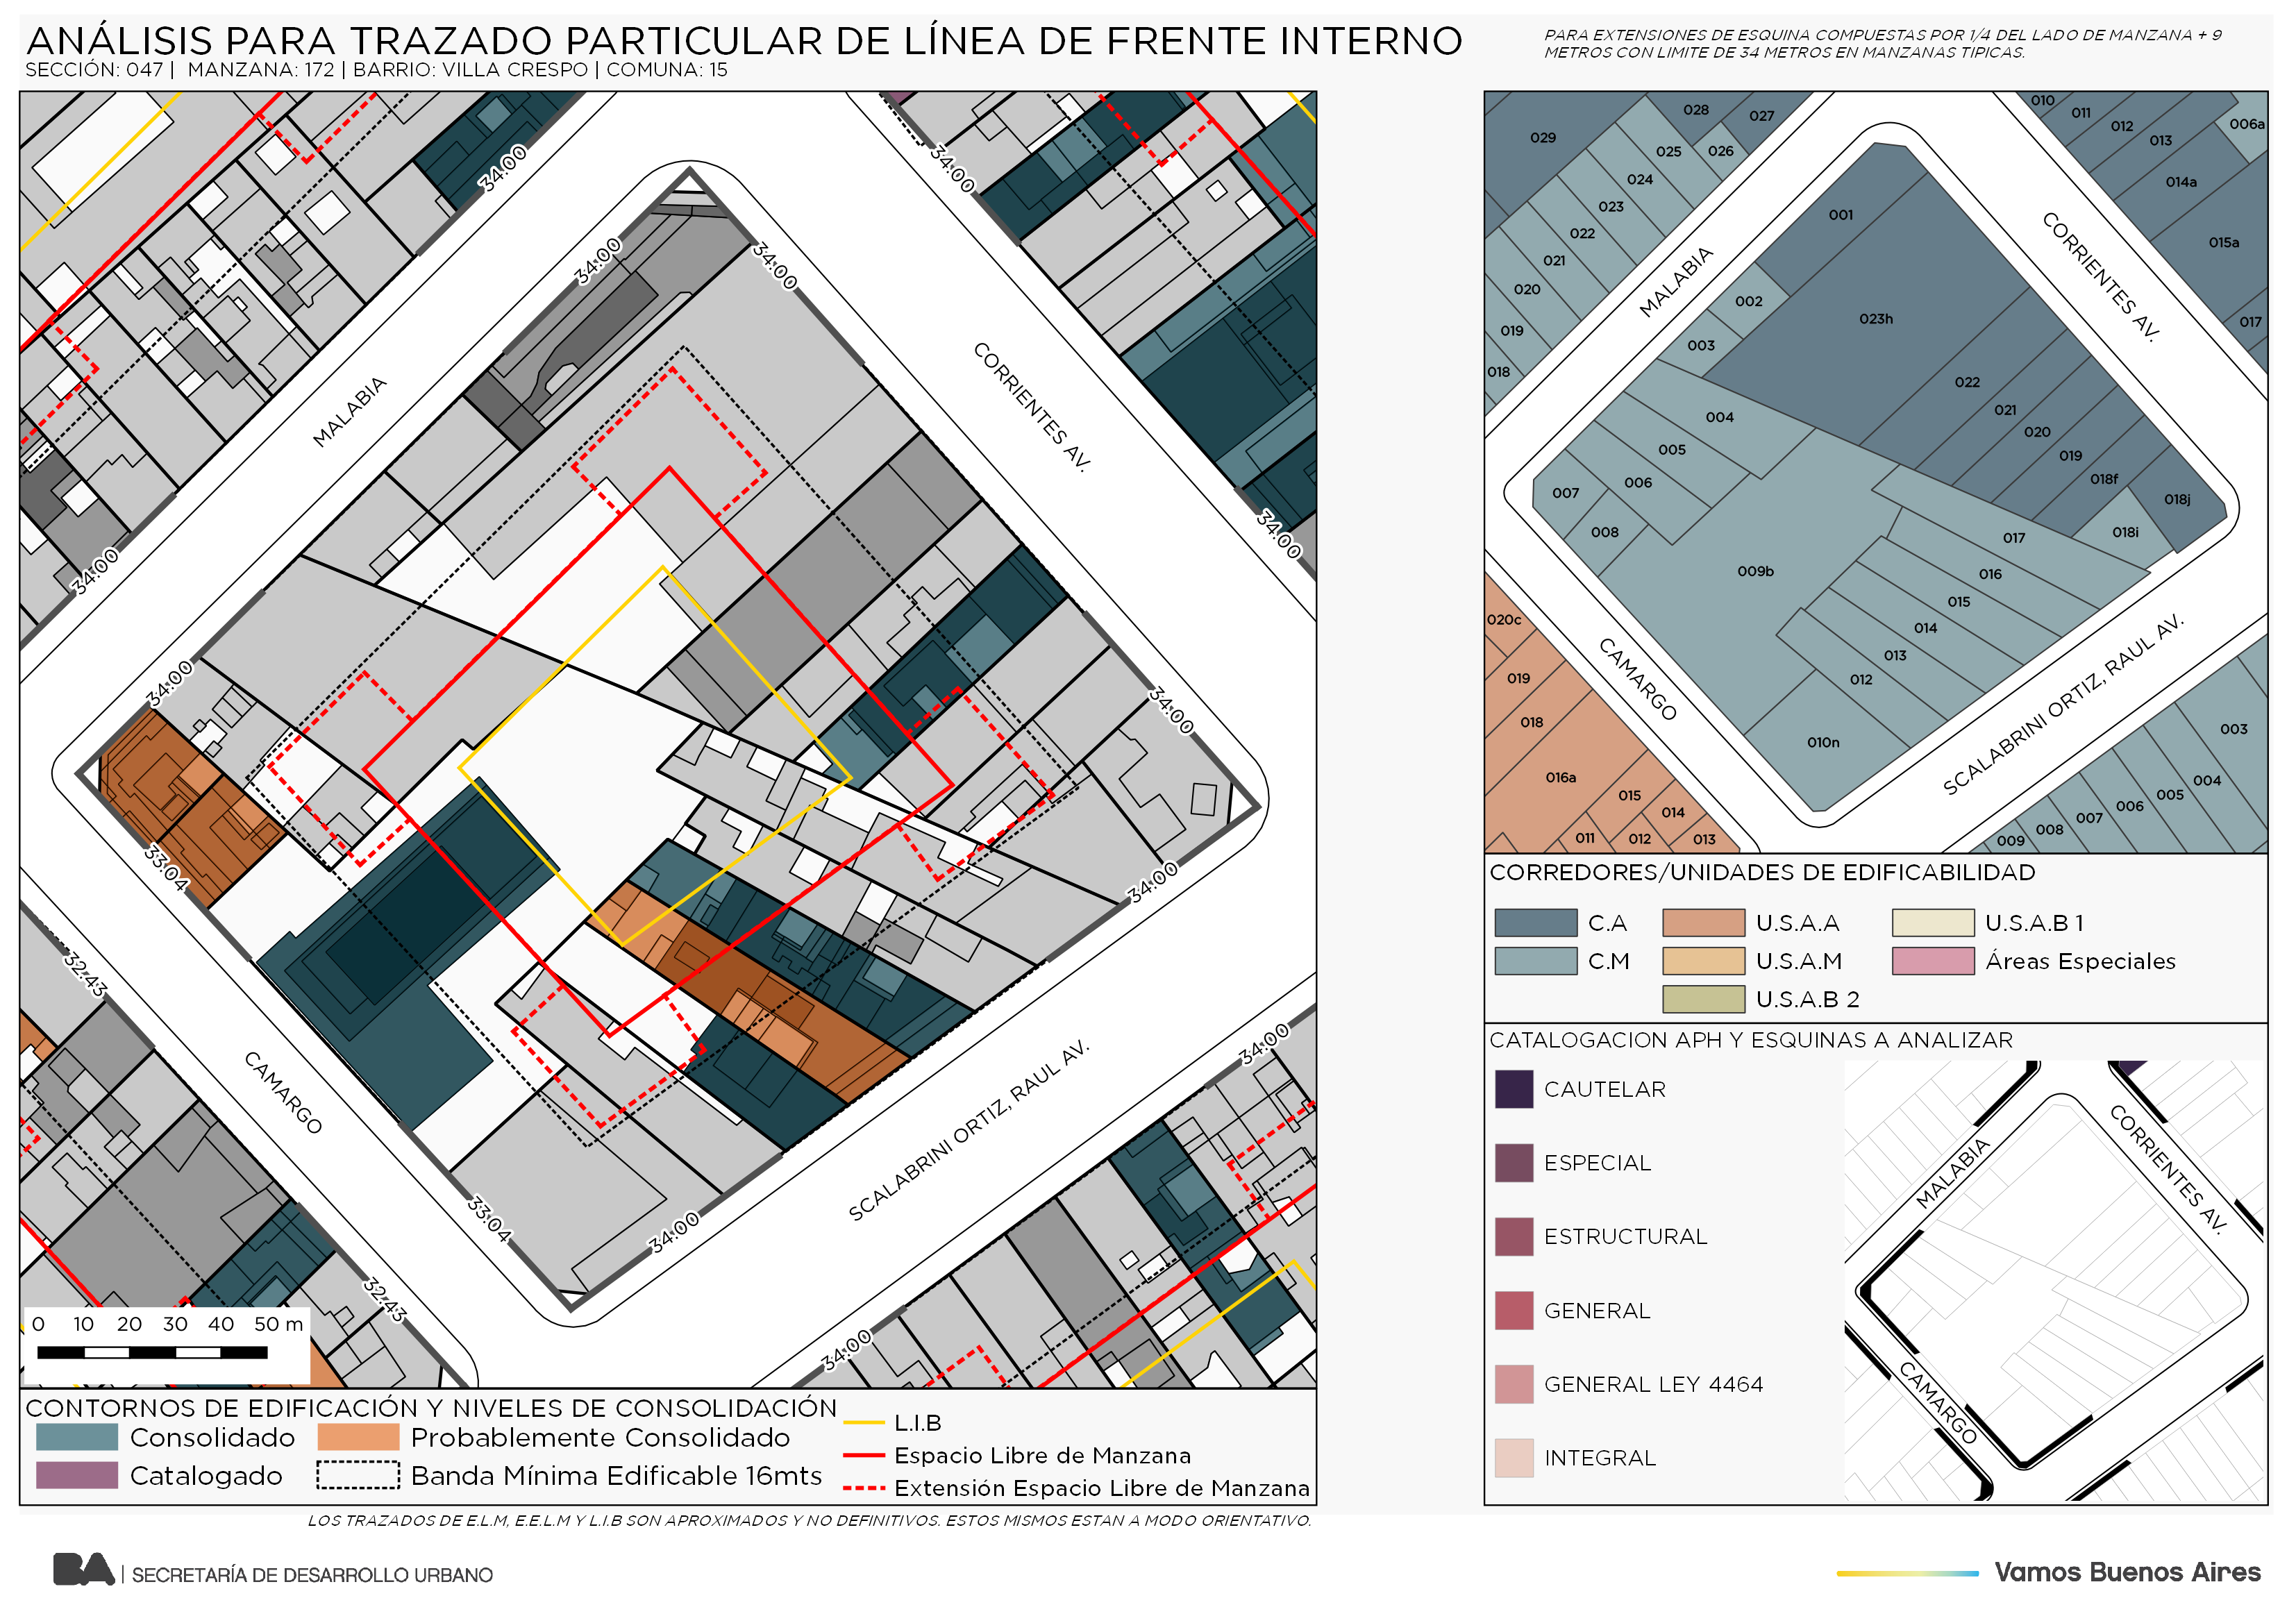 ANÁLISIS PARA TRAZADO PARTICULAR DE LÍNEA DE FRENTE INTERNO
SECCIÓN: 047 | MANZANA: 172 | BARRIO: VILLA CRESPO | COMUNA: 15
PARA EXTENSIONES DE ESQUINA COMPUESTAS POR 1/4 DEL LADO DE MANZANA + 9
METROS CON LIMITE DE 34 METROS EN MANZANAS TIPICAS.
34:00
34:00
34:00
34:00
MALABIA
CORRIENTES AV.
34:00
34:00
34:00
34:00
33:04
34:00
32:43
CAMARGO
34:00
SCALABRINI ORTIZ, RAUL AV.
33:04
34:00
32:43
34:00
0 10 20 30 40 50 m
CONTORNOS DE EDIFICACIÓN Y NIVELES DE CONSOLIDACIÓN
Consolidado
Probablemente Consolidado
Catalogado
Banda Mínima Edificable 16mts
L.I.B
Espacio Libre de Manzana
Extensión Espacio Libre de Manzana
LOS TRAZADOS DE E.L.M, E.E.L.M Y L.I.B SON APROXIMADOS Y NO DEFINITIVOS. ESTOS MISMOS ESTAN A MODO ORIENTATIVO.
029
028
027
026
025
024
023
022
021
020
019
018
010
011
012
013
006a
014a
015a
017
MALABIA
CORRIENTES AV.
001
002
003
023h
004
005
006
007
008
022
021
020
019
018f
018j
018i
017
016
015
014
013
012
009b
010n
CAMARGO
SCALABRINI ORTIZ, RAUL AV.
020c
019
018
016a
015
014
011
012
013
003
004
005
006
007
008
009
CORREDORES/UNIDADES DE EDIFICABILIDAD
C.A
U.S.A.A
U.S.A.B 1
C.M
U.S.A.M
Áreas Especiales
U.S.A.B 2
CATALOGACION APH Y ESQUINAS A ANALIZAR
CAUTELAR
ESPECIAL
ESTRUCTURAL
GENERAL
GENERAL LEY 4464
INTEGRAL
MALABIA
CORRIENTES AV.
CAMARGO
BA | SECRETARÍA DE DESARROLLO URBANO
Vamos Buenos Aires